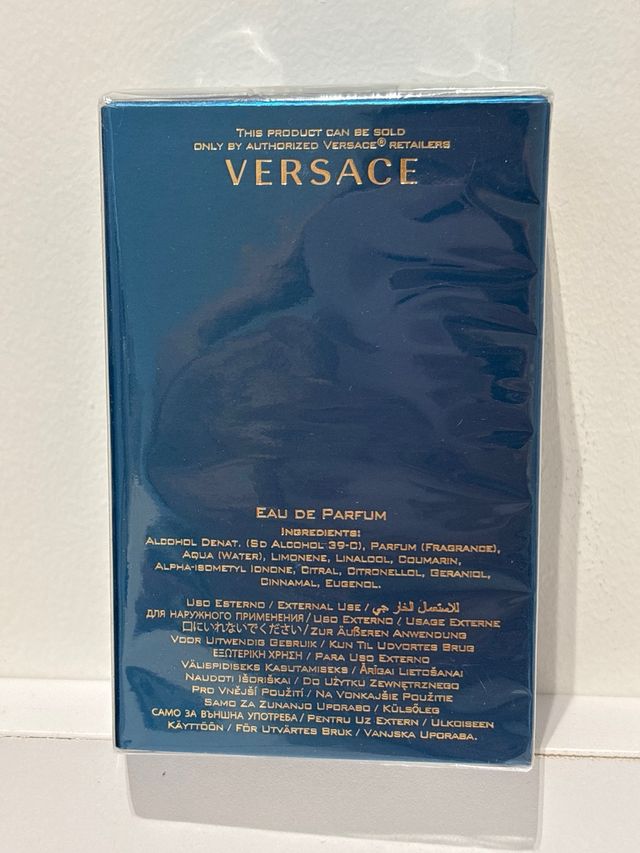 THIS PRODUCT CAN BE SOLD
ONLY BY AUTHORIZED VERSACE® RETAILERS
VERSACE
EAU DE PARFUM
INGREDIENTS:
ALCOHOL DENAT. (SD ALCOHOL 39-C), PARFUM (FRAGRANCE),
AQUA (WATER), LIMONENE, LINALOOL, COUMARIN,
ALPHA-ISOMETYL IONONE, CITRAL, CITRONELLOL, GERANIOL,
CINNAMAL, EUGENOL.
USO ESTERNO / EXTERNAL USE / للاستعمال الخارجي
ДЛЯ НАРУЖНОГО ПРИМЕНЕНИЯ / USO EXTERNO / USAGE EXTERNE
口にいれないでください / ZUR ÄUßEREN ANWENDUNG
VOOR UITWENDIG GEBRUIK / KUN TIL UDVORTES BRUG
ΕΞΩΤΕΡΙΚΗ ΧΡΗΣΗ / PARA USO EXTERNO
VÄLISPIDISEKS KASUTAMISEKS / ĀRĪGAI LIETOŠANAI
NAUDOTI IŠORIŠKAI / DO UŻYTKU ZEWNĘTRZNEGO
PRO VNĚJŠÍ POUŽITÍ / NA VONKAJŠIE POUŽITIE
SAMO ZA ZUNANJO UPORABO / KÜLSŐLEG
САМО ЗА ВЪНШНА УПОТРЕБА / PENTRU UZ EXTERN / ULKOISEEN
KÄYTTÖÖN / FÖR UTVÄRTES BRUK / VANJSKA UPORABA.